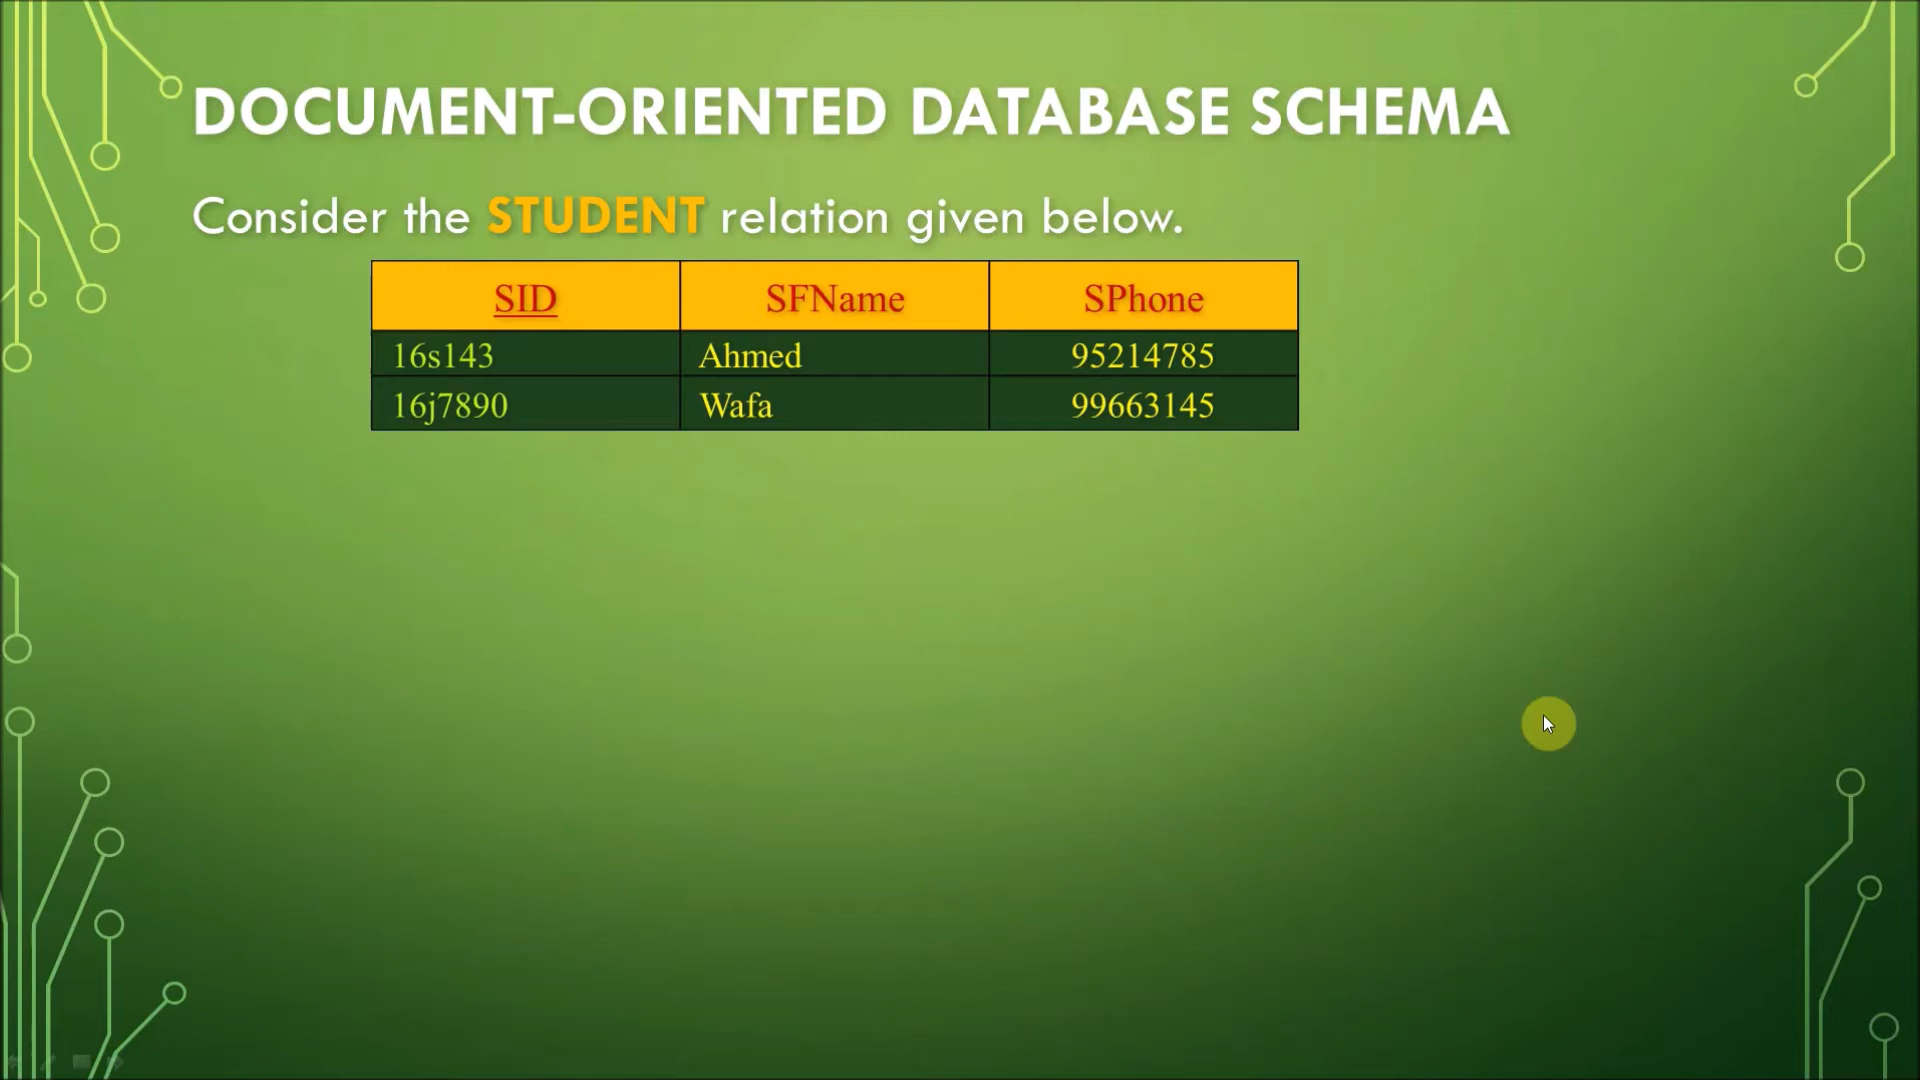 DOCUMENT-ORIENTED DATABASE SCHEMA
Consider the STUDENT relation given below.
SID SFName SPhone
16s143 Ahmed 95214785
16j7890 Wafa 99663145